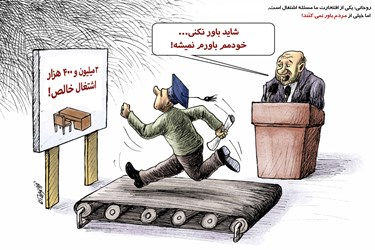 روحانی: یکی از افتخارات ما مسئله اشتغال است.
اما خیلی از مردم باور نمی کنند!
شاید باور نکنی...
خودمم باورم نمیشه!
۲میلیون و ۴۰۰ هزار
اشتغال خالص!